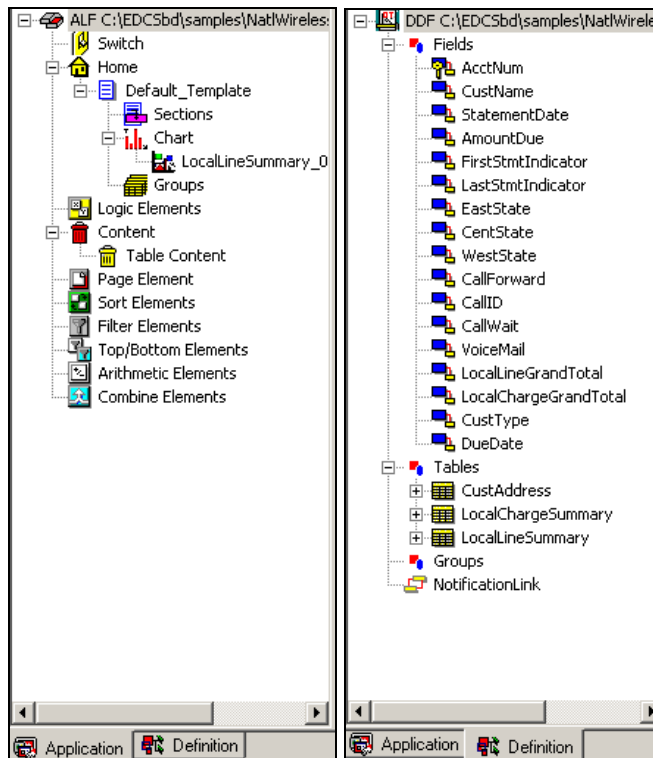 ALF C:\EDCSbd\samples\NatlWireles
Switch
Home
Default_Template
Sections
Chart
LocalLineSummary_0
Groups
Logic Elements
Content
Table Content
Page Element
Sort Elements
Filter Elements
Top/Bottom Elements
Arithmetic Elements
Combine Elements
Application
Definition
DDF C:\EDCSbd\samples\NatlWirele
Fields
AcctNum
CustName
StatementDate
AmountDue
FirstStmtIndicator
LastStmtIndicator
EastState
CentState
WestState
CallForward
CallID
CallWait
VoiceMail
LocalLineGrandTotal
LocalChargeGrandTotal
CustType
DueDate
Tables
CustAddress
LocalChargeSummary
LocalLineSummary
Groups
NotificationLink
Application
Definition